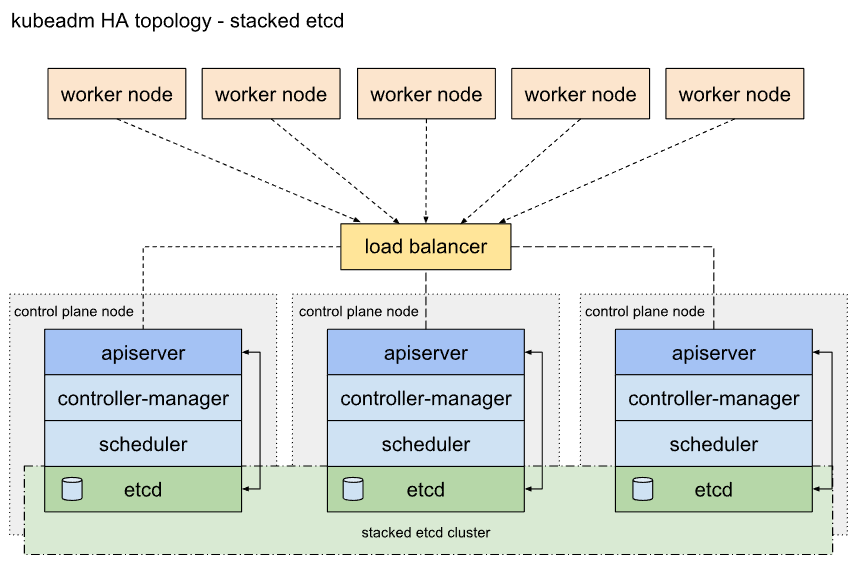 kubeadm HA topology - stacked etcd
worker node
worker node
worker node
worker node
worker node
load balancer
control plane node
control plane node
control plane node
apiserver
apiserver
apiserver
controller-manager
controller-manager
controller-manager
scheduler
scheduler
scheduler
etcd
etcd
etcd
stacked etcd cluster